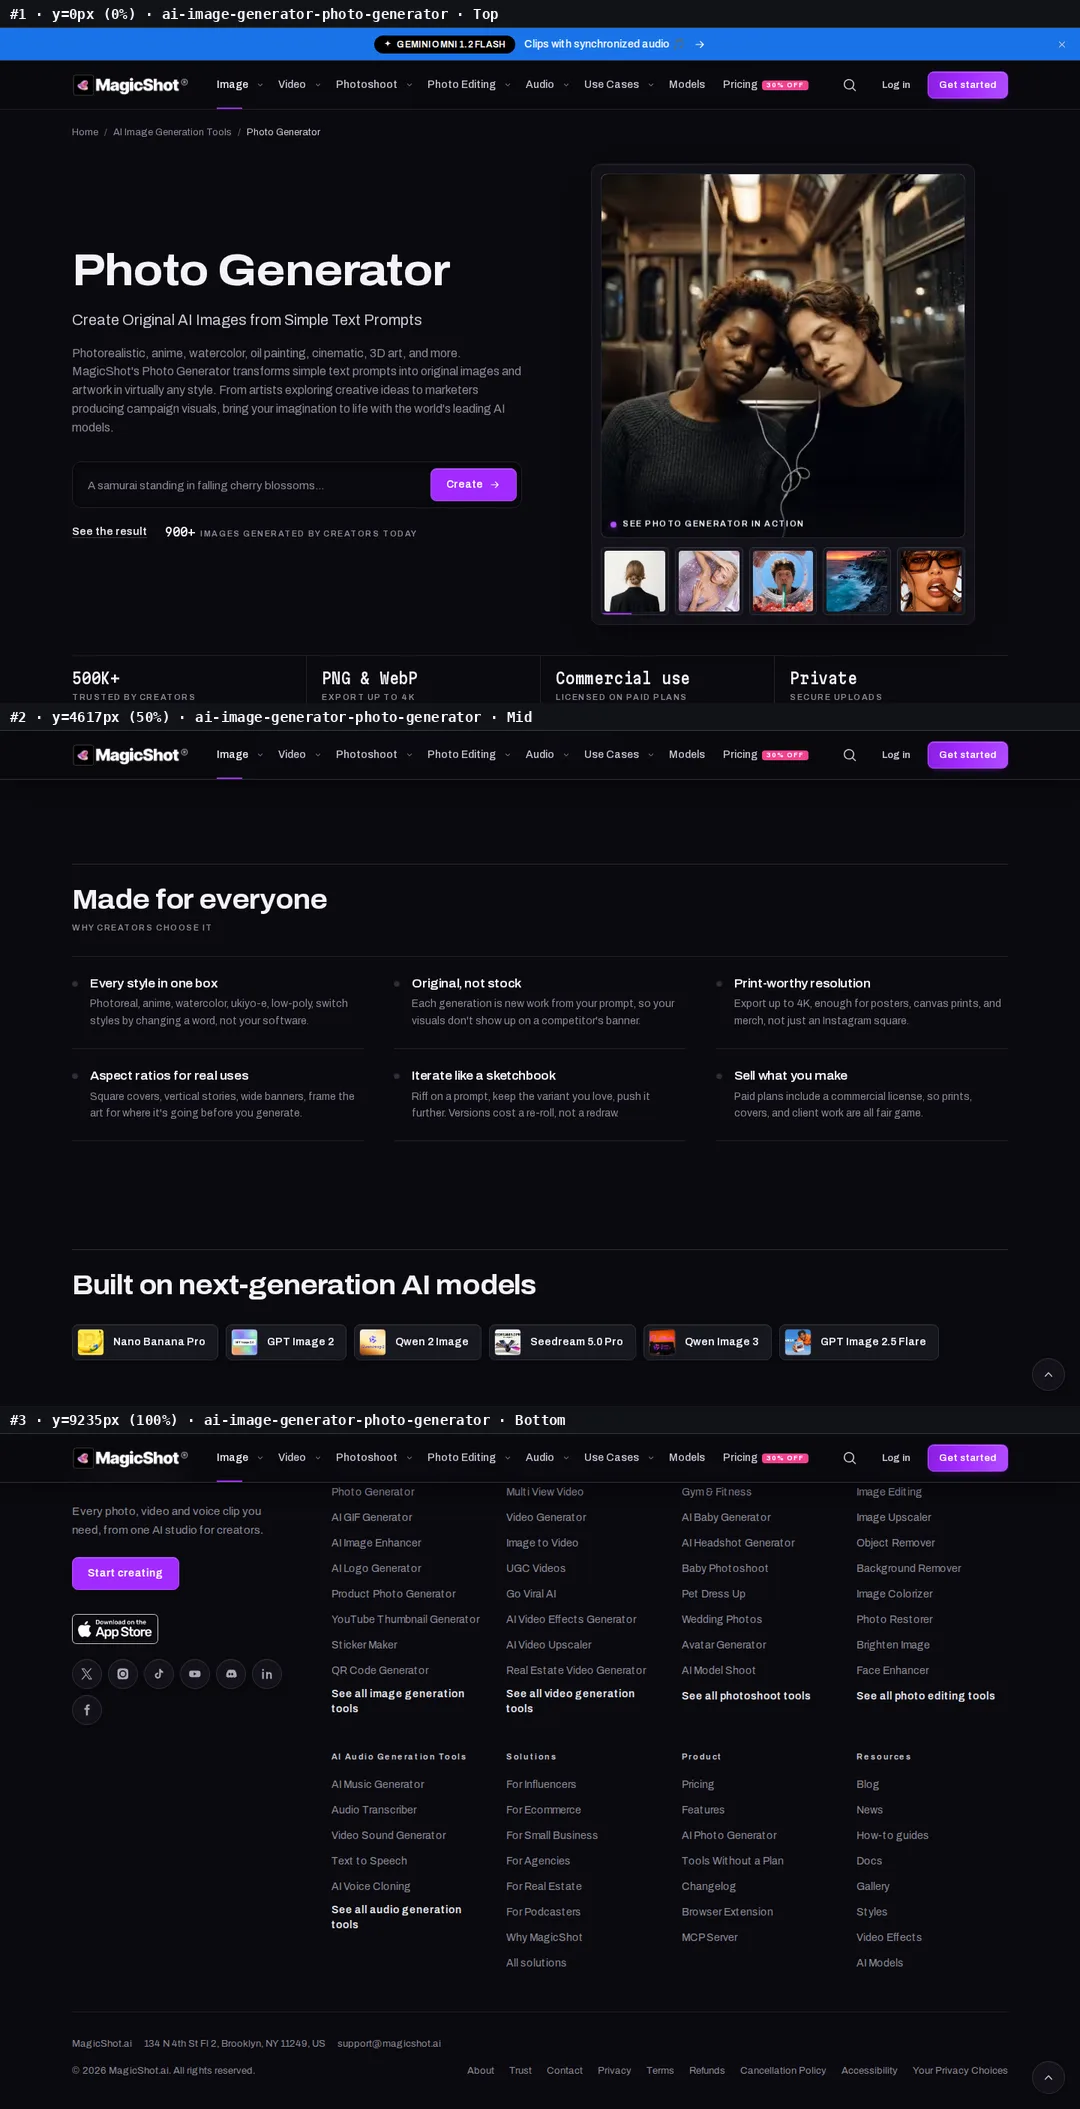 #1 · y=0px (0%) · ai-image-generator-photo-generator · Top
GEMINI OMNI 1.2 FLASH Clips with synchronized audio →
MagicShot® Image Video Photoshoot Photo Editing Audio Use Cases Models Pricing 30% OFF Log in Get started
Home / AI Image Generation Tools / Photo Generator
Photo Generator
Create Original AI Images from Simple Text Prompts
Photorealistic, anime, watercolor, oil painting, cinematic, 3D art, and more.
MagicShot's Photo Generator transforms simple text prompts into original images and
artwork in virtually any style. From artists exploring creative ideas to marketers
producing campaign visuals, bring your imagination to life with the world's leading AI
models.
A samurai standing in falling cherry blossoms...
Create →
See the result 900+ IMAGES GENERATED BY CREATORS TODAY
SEE PHOTO GENERATOR IN ACTION
500K+
TRUSTED BY CREATORS
PNG & WebP
EXPORT UP TO 4K
Commercial use
LICENSED ON PAID PLANS
Private
SECURE UPLOADS
#2 · y=4617px (50%) · ai-image-generator-photo-generator · Mid
MagicShot® Image Video Photoshoot Photo Editing Audio Use Cases Models Pricing 30% OFF Log in Get started
Made for everyone
WHY CREATORS CHOOSE IT
Every style in one box
Photoreal, anime, watercolor, ukiyo-e, low-poly, switch
styles by changing a word, not your software.
Original, not stock
Each generation is new work from your prompt, so your
visuals don't show up on a competitor's banner.
Print-worthy resolution
Export up to 4K, enough for posters, canvas prints, and
merch, not just an Instagram square.
Aspect ratios for real uses
Square covers, vertical stories, wide banners, frame the
art for where it's going before you generate.
Iterate like a sketchbook
Riff on a prompt, keep the variant you love, push it
further. Versions cost a re-roll, not a redraw.
Sell what you make
Paid plans include a commercial license, so prints,
covers, and client work are all fair game.
Built on next-generation AI models
Nano Banana Pro
GPT Image 2
Qwen 2 Image
Seedream 5.0 Pro
Qwen Image 3
GPT Image 2.5 Flare
#3 · y=9235px (100%) · ai-image-generator-photo-generator · Bottom
MagicShot® Image Video Photoshoot Photo Editing Audio Use Cases Models Pricing 30% OFF Log in Get started
Every photo, video and voice clip you
need, from one AI studio for creators.
Start creating
Download on the
App Store
Photo Generator
AI GIF Generator
AI Image Enhancer
AI Logo Generator
Product Photo Generator
YouTube Thumbnail Generator
Sticker Maker
QR Code Generator
See all image generation
tools
Multi View Video
Video Generator
Image to Video
UGC Videos
Go Viral AI
AI Video Effects Generator
AI Video Upscaler
Real Estate Video Generator
See all video generation
tools
Gym & Fitness
AI Baby Generator
AI Headshot Generator
Baby Photoshoot
Pet Dress Up
Wedding Photos
Avatar Generator
AI Model Shoot
See all photoshoot tools
Image Editing
Image Upscaler
Object Remover
Background Remover
Image Colorizer
Photo Restorer
Brighten Image
Face Enhancer
See all photo editing tools
AI Audio Generation Tools
AI Music Generator
Audio Transcriber
Video Sound Generator
Text to Speech
AI Voice Cloning
See all audio generation
tools
Solutions
For Influencers
For Ecommerce
For Small Business
For Agencies
For Real Estate
For Podcasters
Why MagicShot
All solutions
Product
Pricing
Features
AI Photo Generator
Tools Without a Plan
Changelog
Browser Extension
MCP Server
Resources
Blog
News
How-to guides
Docs
Gallery
Styles
Video Effects
AI Models
MagicShot.ai 134 N 4th St Fl 2, Brooklyn, NY 11249, US support@magicshot.ai
© 2026 MagicShot.ai. All rights reserved.
About Trust Contact Privacy Terms Refunds Cancellation Policy Accessibility Your Privacy Choices